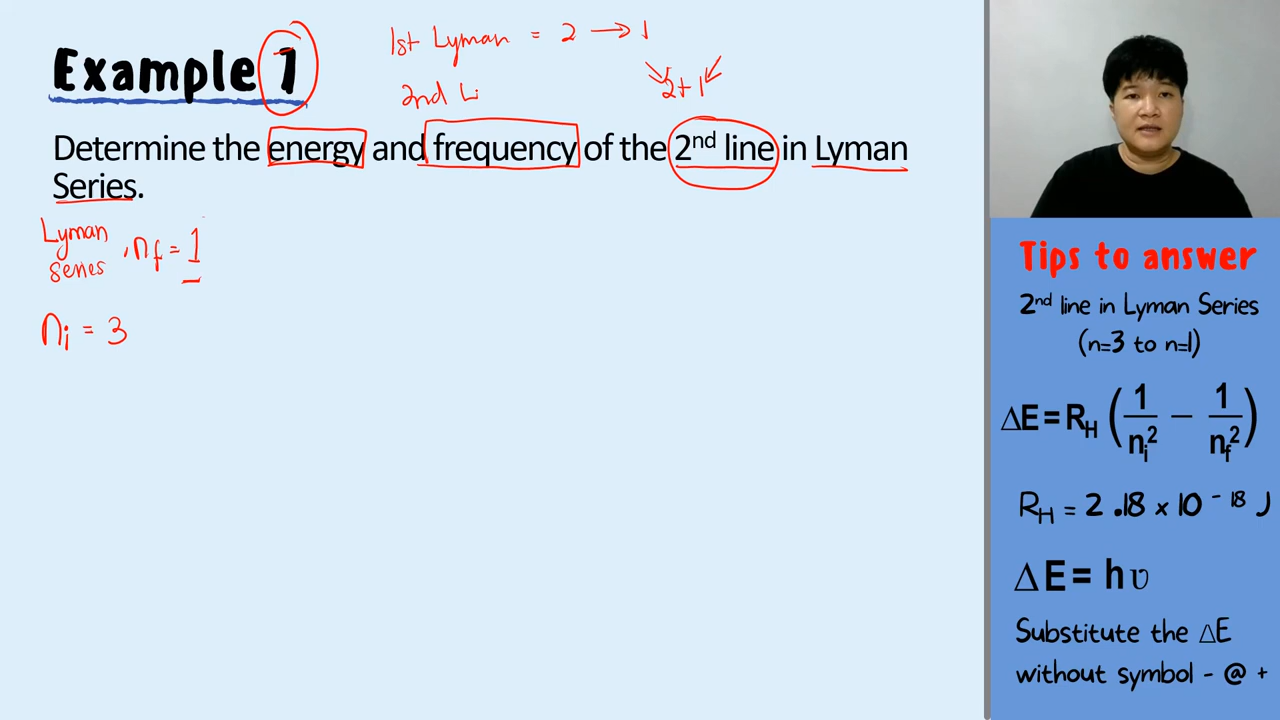 Example 7
1st Lyman = 2 → 1
2nd Li
2+1
Determine the energy and frequency of the 2nd line in Lyman
Series.
Lyman
series , nf = 1
ni = 3
Tips to answer
2nd line in Lyman Series
(n=3 to n=1)
ΔE = RH (1/ni² − 1/nf²)
RH = 2.18 × 10⁻¹⁸ J
ΔE = hυ
Substitute the ΔE
without symbol - @ +